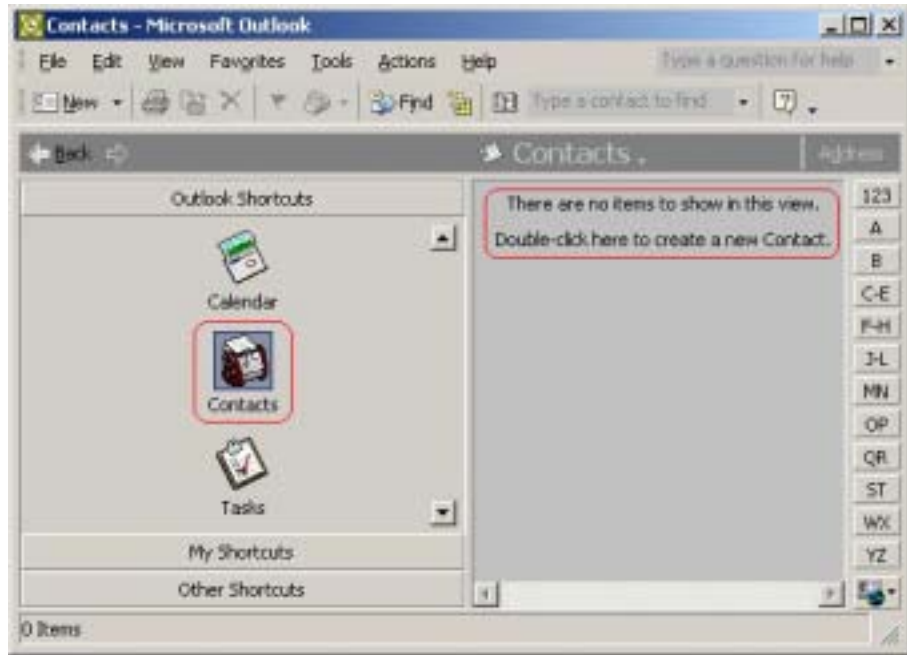 Contacts - Microsoft Outlook
File Edit View Favorites Tools Actions Help Type a question for help
New Find Type a contact to find
Back Contacts . Address
Outlook Shortcuts
Calendar
Contacts
Tasks
My Shortcuts
Other Shortcuts
There are no items to show in this view.
Double-click here to create a new Contact.
123
A
B
C-E
F-H
I-L
MN
OP
QR
ST
WX
YZ
0 Items